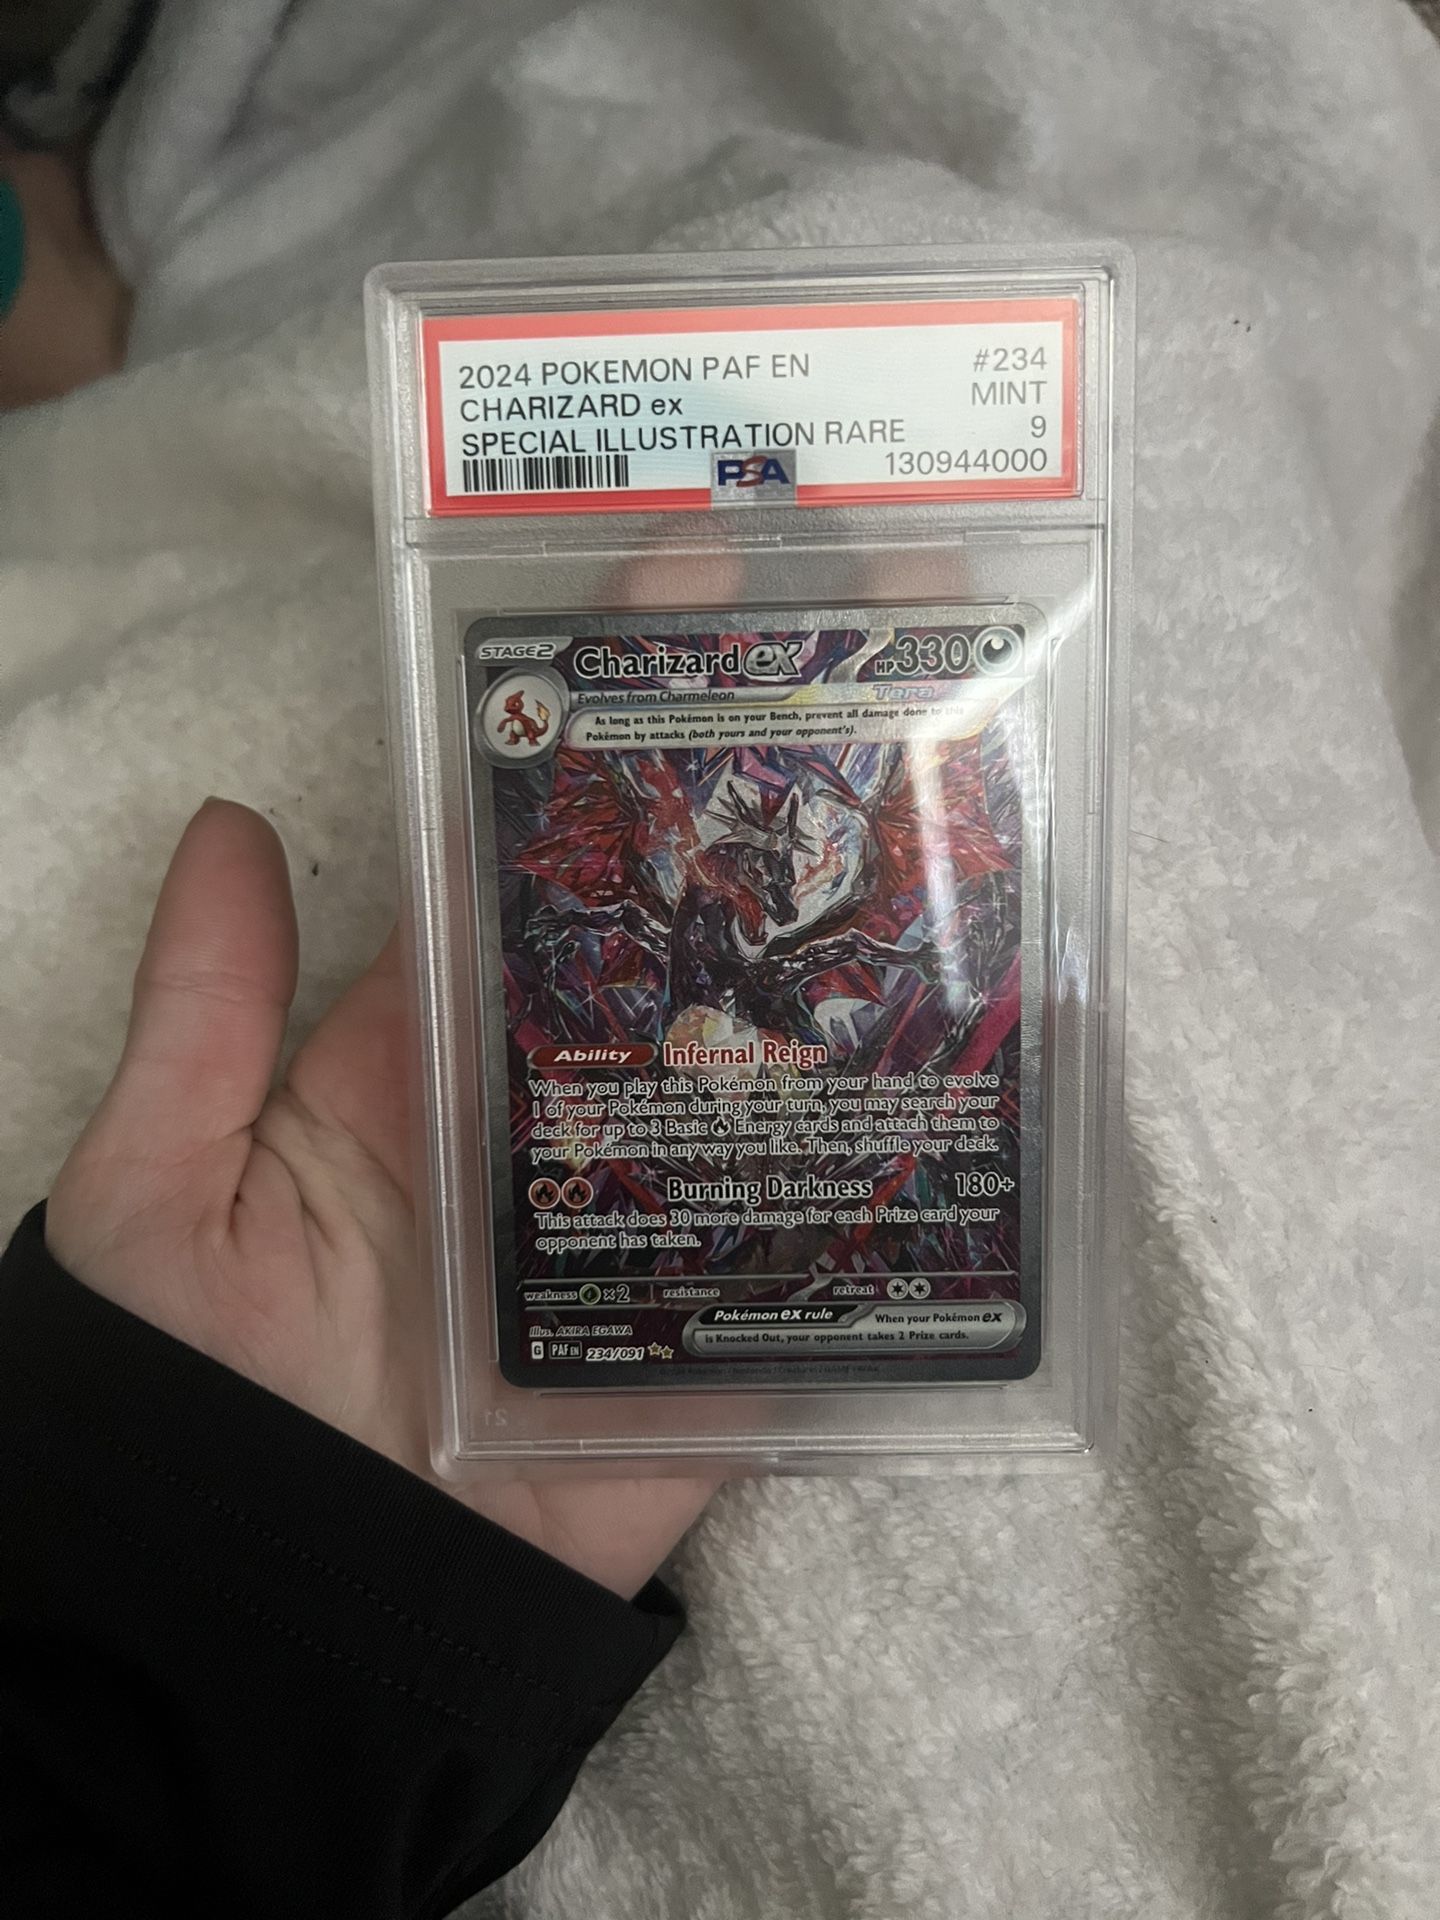 2024 POKEMON PAF EN #234
CHARIZARD ex MINT
SPECIAL ILLUSTRATION RARE 9
PSA 130944000
STAGE2 Charizard ex HP 330
Evolves from Charmeleon Tera
As long as this Pokémon is on your Bench, prevent all damage done to this
Pokémon by attacks (both yours and your opponent's).
Ability Infernal Reign
When you play this Pokémon from your hand to evolve
1 of your Pokémon during your turn, you may search your
deck for up to 3 Basic Energy cards and attach them to
your Pokémon in any way you like. Then, shuffle your deck.
Burning Darkness 180+
This attack does 30 more damage for each Prize card your
opponent has taken.
weakness ×2 resistance retreat
Pokémon ex rule When your Pokémon ex
is Knocked Out, your opponent takes 2 Prize cards.
Illus. AKIRA EGAWA
G PAF EN 234/091